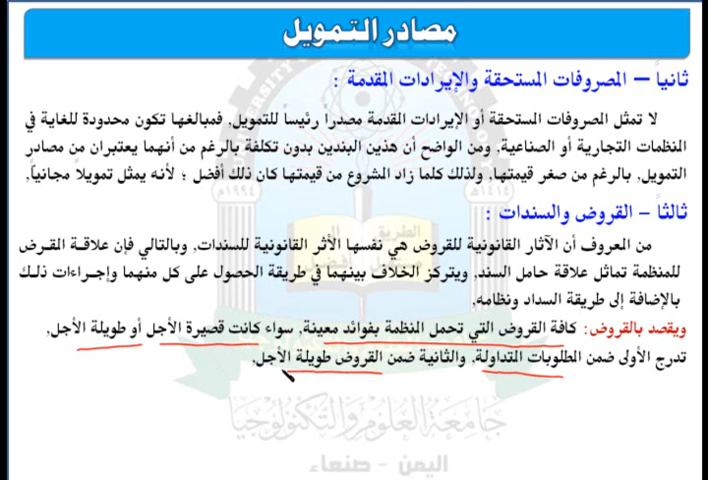 مصادر التمويل
ثانياً – المصروفات المستحقة والإيرادات المقدمة :
لا تمثل المصروفات المستحقة أو الإيرادات المقدمة مصدراً رئيساً للتمويل, فمبالغها تكون محدودة للغاية في
المنظمات التجارية أو الصناعية, ومن الواضح أن هذين البندين بدون تكلفة بالرغم من أنهما يعتبران من مصادر
التمويل, بالرغم من صغر قيمتها, ولذلك كلما زاد المشروع من قيمتها كان ذلك أفضل ؛ لأنه يمثل تمويلاً مجانياً,
ثالثاً – القروض والسندات :
من المعروف أن الآثار القانونية للقروض هي نفسها الأثر القانونية للسندات, وبالتالي فإن علاقة المقرض
للمنظمة تماثل علاقة حامل السند, ويتركز الخلاف بينهما في طريقة الحصول على كل منهما وإجراءات ذلك
بالإضافة إلى طريقة السداد ونظامه,
ويقصد بالقروض: كافة القروض التي تحمل المنظمة بفوائد معينة, سواء كانت قصيرة الأجل أو طويلة الأجل,
تدرج الأولى ضمن المطلوبات المتداولة, والثانية ضمن القروض طويلة الأجل,
جامعة العلوم والتكنولوجيا
اليمن - صنعاء